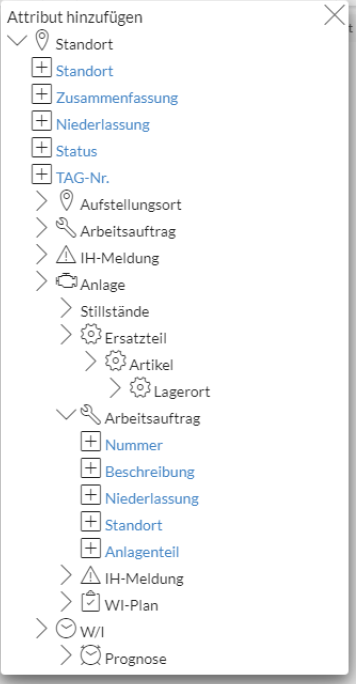 Attribut hinzufügen
Standort
Standort
Zusammenfassung
Niederlassung
Status
TAG-Nr.
Aufstellungsort
Arbeitsauftrag
IH-Meldung
Anlage
Stillstände
Ersatzteil
Artikel
Lagerort
Arbeitsauftrag
Nummer
Beschreibung
Niederlassung
Standort
Anlagenteil
IH-Meldung
WI-Plan
W/I
Prognose